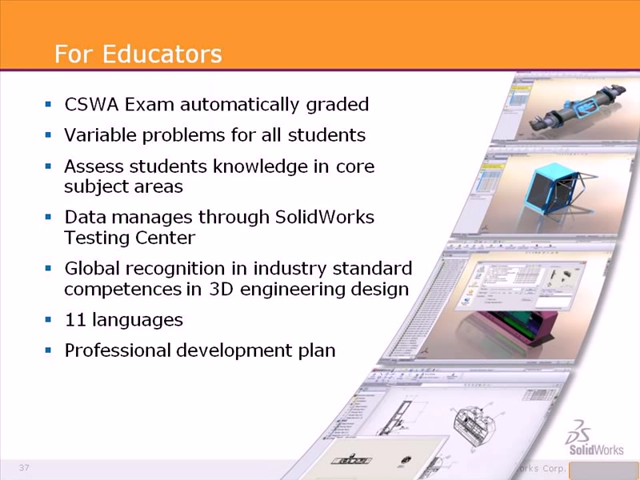 For Educators
CSWA Exam automatically graded
Variable problems for all students
Assess students knowledge in core
subject areas
Data manages through SolidWorks
Testing Center
Global recognition in industry standard
competences in 3D engineering design
11 languages
Professional development plan
SolidWorks
37
orks Corp.